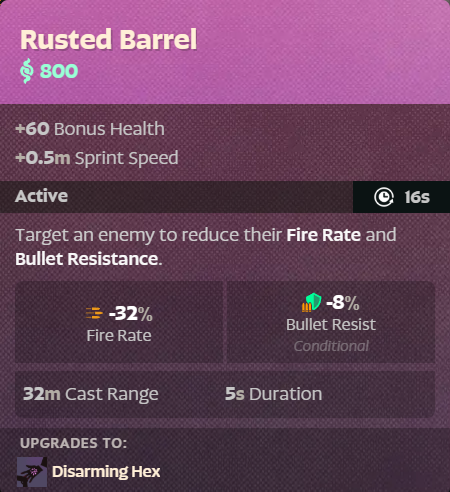 Rusted Barrel
800
+60 Bonus Health
+0.5m Sprint Speed
Active 16s
Target an enemy to reduce their Fire Rate and
Bullet Resistance.
-32%
Fire Rate
-8%
Bullet Resist
Conditional
32m Cast Range 5s Duration
UPGRADES TO:
Disarming Hex